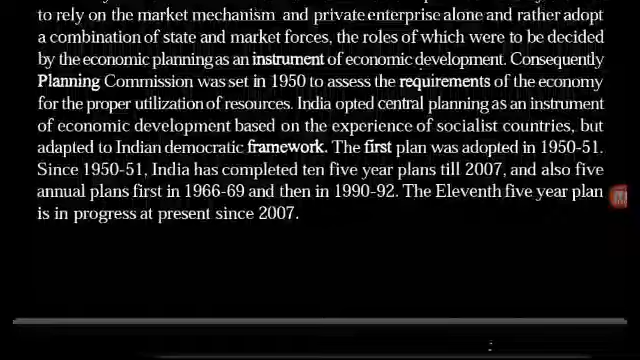 to rely on the market mechanism and private enterprise alone and rather adopt
a combination of state and market forces, the roles of which were to be decided
by the economic planning as an instrument of economic development. Consequently
Planning Commission was set in 1950 to assess the requirements of the economy
for the proper utilization of resources. India opted central planning as an instrument
of economic development based on the experience of socialist countries, but
adapted to Indian democratic framework. The first plan was adopted in 1950-51.
Since 1950-51, India has completed ten five year plans till 2007, and also five
annual plans first in 1966-69 and then in 1990-92. The Eleventh five year plan
is in progress at present since 2007.